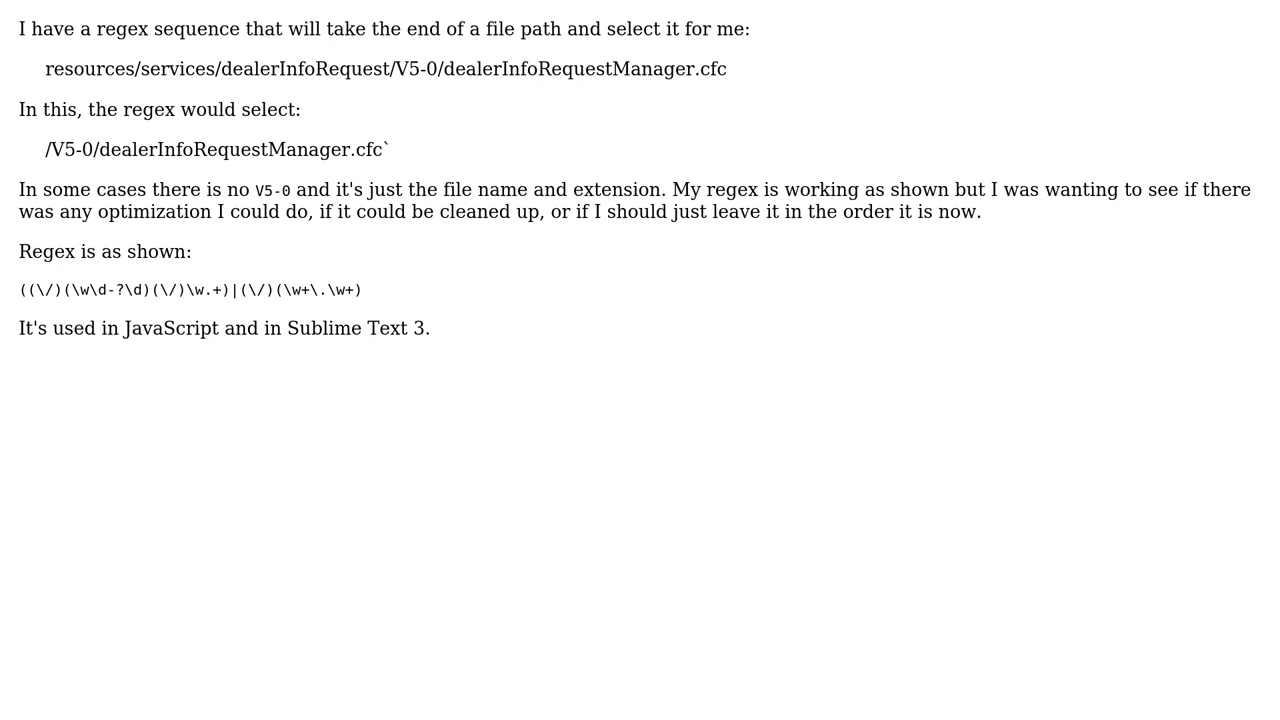 I have a regex sequence that will take the end of a file path and select it for me:
resources/services/dealerInfoRequest/V5-0/dealerInfoRequestManager.cfc
In this, the regex would select:
/V5-0/dealerInfoRequestManager.cfc`
In some cases there is no V5-0 and it's just the file name and extension. My regex is working as shown but I was wanting to see if there
was any optimization I could do, if it could be cleaned up, or if I should just leave it in the order it is now.
Regex is as shown:
((\/)(\w\d-?\d)(\/)\w.+)|(\/)(\w+\.\w+)
It's used in JavaScript and in Sublime Text 3.